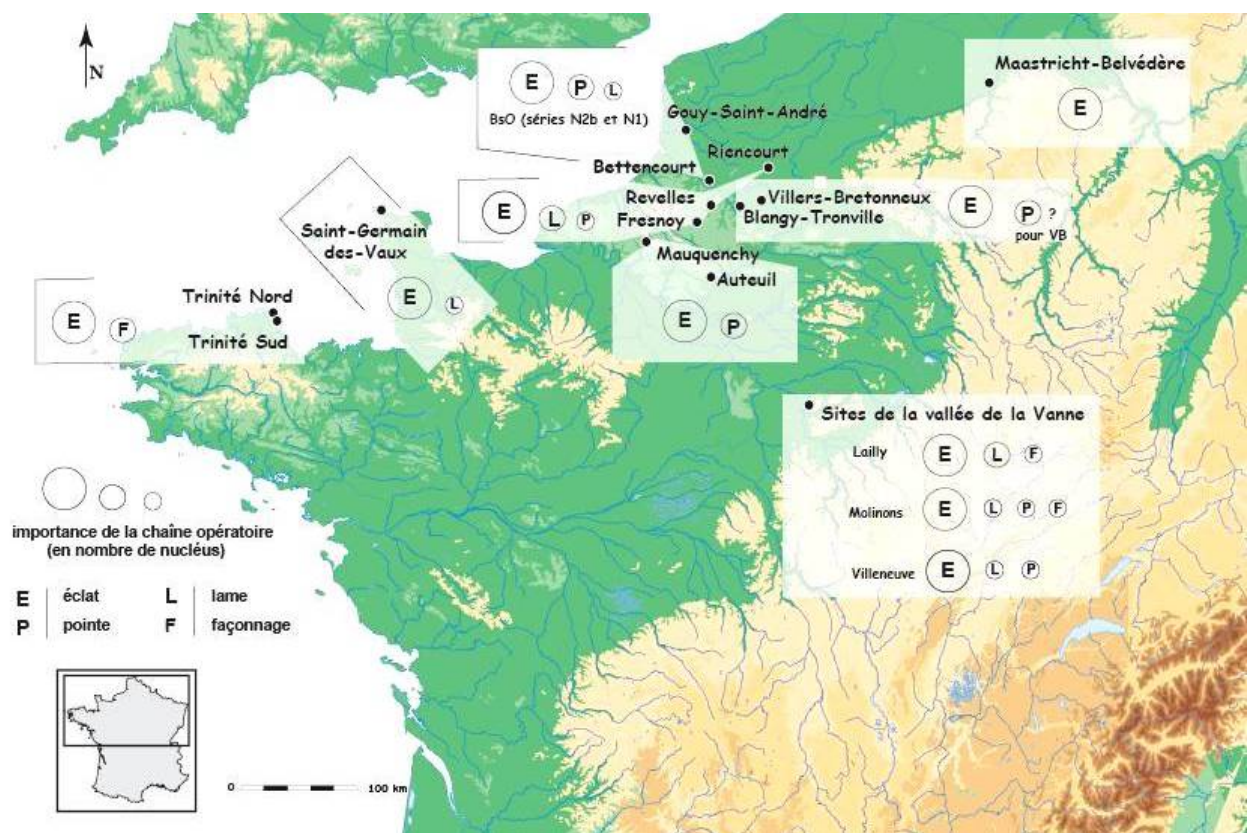 N
E P L
BsO (séries N2b et N1)
Gouy-Saint-André
Riencourt
Bettencourt
Maastricht-Belvédère
E
Villers-Bretonneux
Revelles
Blangy-Tronville
Fresnoy
E P ?
pour VB
E L P
Mauquenchy
Auteuil
E P
Saint-Germain
des-Vaux
E L
Trinité Nord
Trinité Sud
E F
Sites de la vallée de la Vanne
Lailly E L F
Molinons E L P F
Villeneuve E L P
importance de la chaîne opératoire
(en nombre de nucléus)
E éclat L lame
P pointe F façonnage
0 100 km